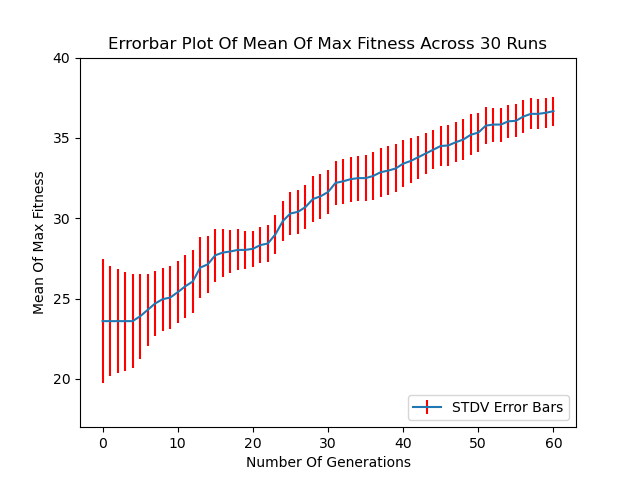 Errorbar Plot Of Mean Of Max Fitness Across 30 Runs
40
35
30
25
20
Mean Of Max Fitness
STDV Error Bars
0 10 20 30 40 50 60
Number Of Generations